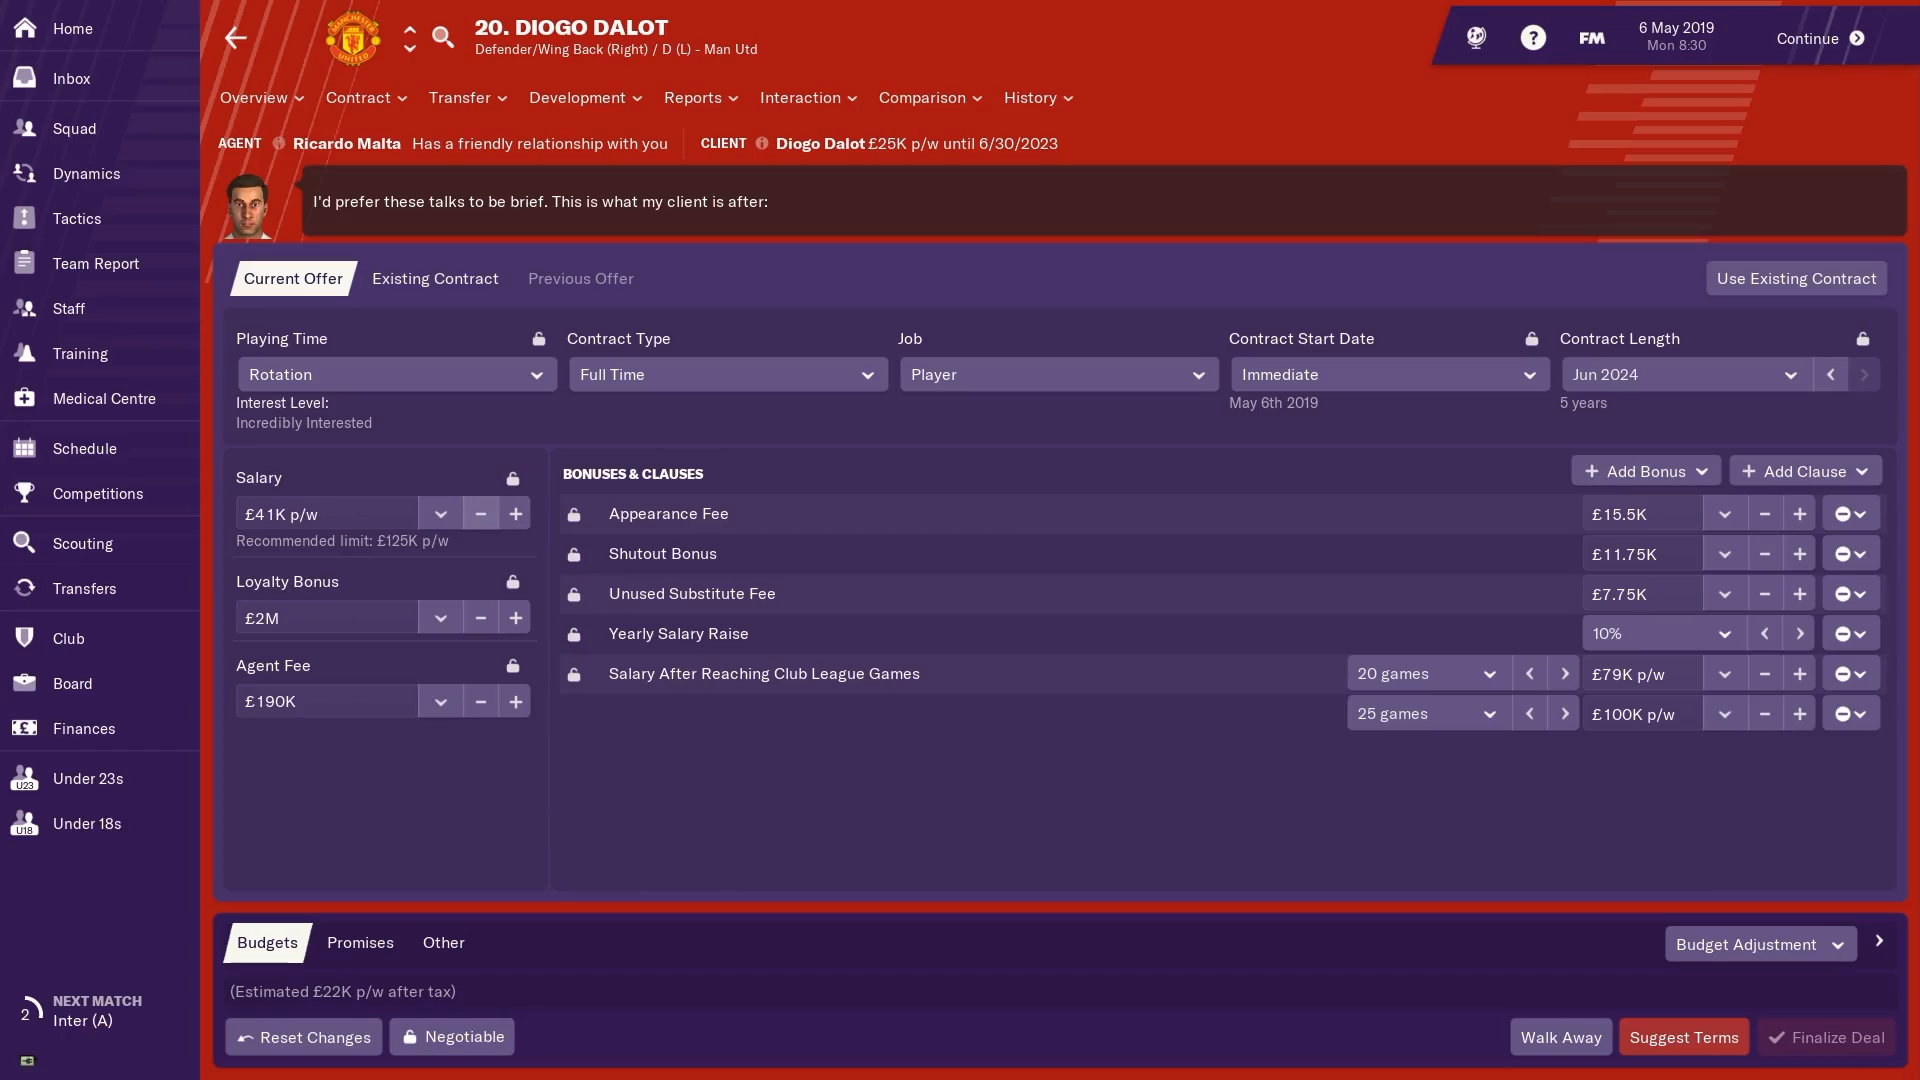 Home
Inbox
Squad
Dynamics
Tactics
Team Report
Staff
Training
Medical Centre
Schedule
Competitions
Scouting
Transfers
Club
Board
Finances
U23 Under 23s
U18 Under 18s
2 NEXT MATCH
Inter (A)
MANCHESTER
UNITED
20. DIOGO DALOT
Defender/Wing Back (Right) / D (L) - Man Utd
? FM 6 May 2019
Mon 8:30
Continue
Overview Contract Transfer Development Reports Interaction Comparison History
AGENT Ricardo Malta Has a friendly relationship with you CLIENT Diogo Dalot £25K p/w until 6/30/2023
I'd prefer these talks to be brief. This is what my client is after:
Current Offer Existing Contract Previous Offer Use Existing Contract
Playing Time Contract Type Job Contract Start Date Contract Length
Rotation Full Time Player Immediate Jun 2024
Interest Level: May 6th 2019 5 years
Incredibly Interested
Salary
£41K p/w
Recommended limit: £125K p/w
Loyalty Bonus
£2M
Agent Fee
£190K
BONUSES & CLAUSES + Add Bonus + Add Clause
Appearance Fee £15.5K
Shutout Bonus £11.75K
Unused Substitute Fee £7.75K
Yearly Salary Raise 10%
Salary After Reaching Club League Games 20 games £79K p/w
25 games £100K p/w
Budgets Promises Other Budget Adjustment
(Estimated £22K p/w after tax)
Reset Changes Negotiable Walk Away Suggest Terms Finalize Deal